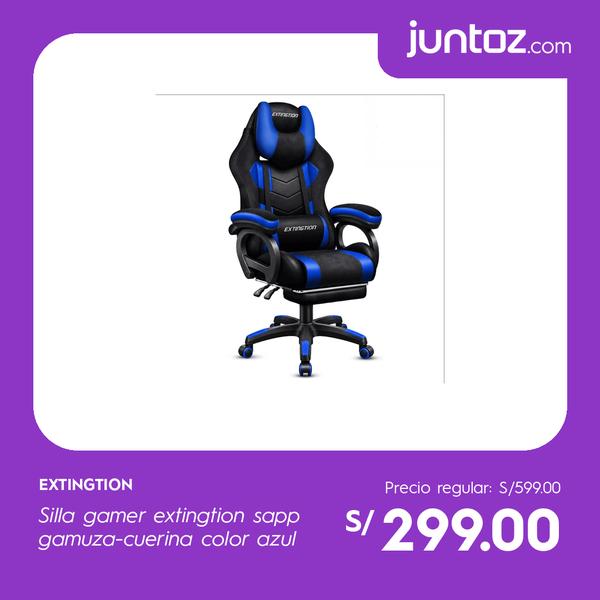 juntoz.com
EXTINGTION
EXTINGTION
EXTINGTION
Silla gamer extingtion sapp
gamuza-cuerina color azul
Precio regular: S/599.00
S/ 299.00